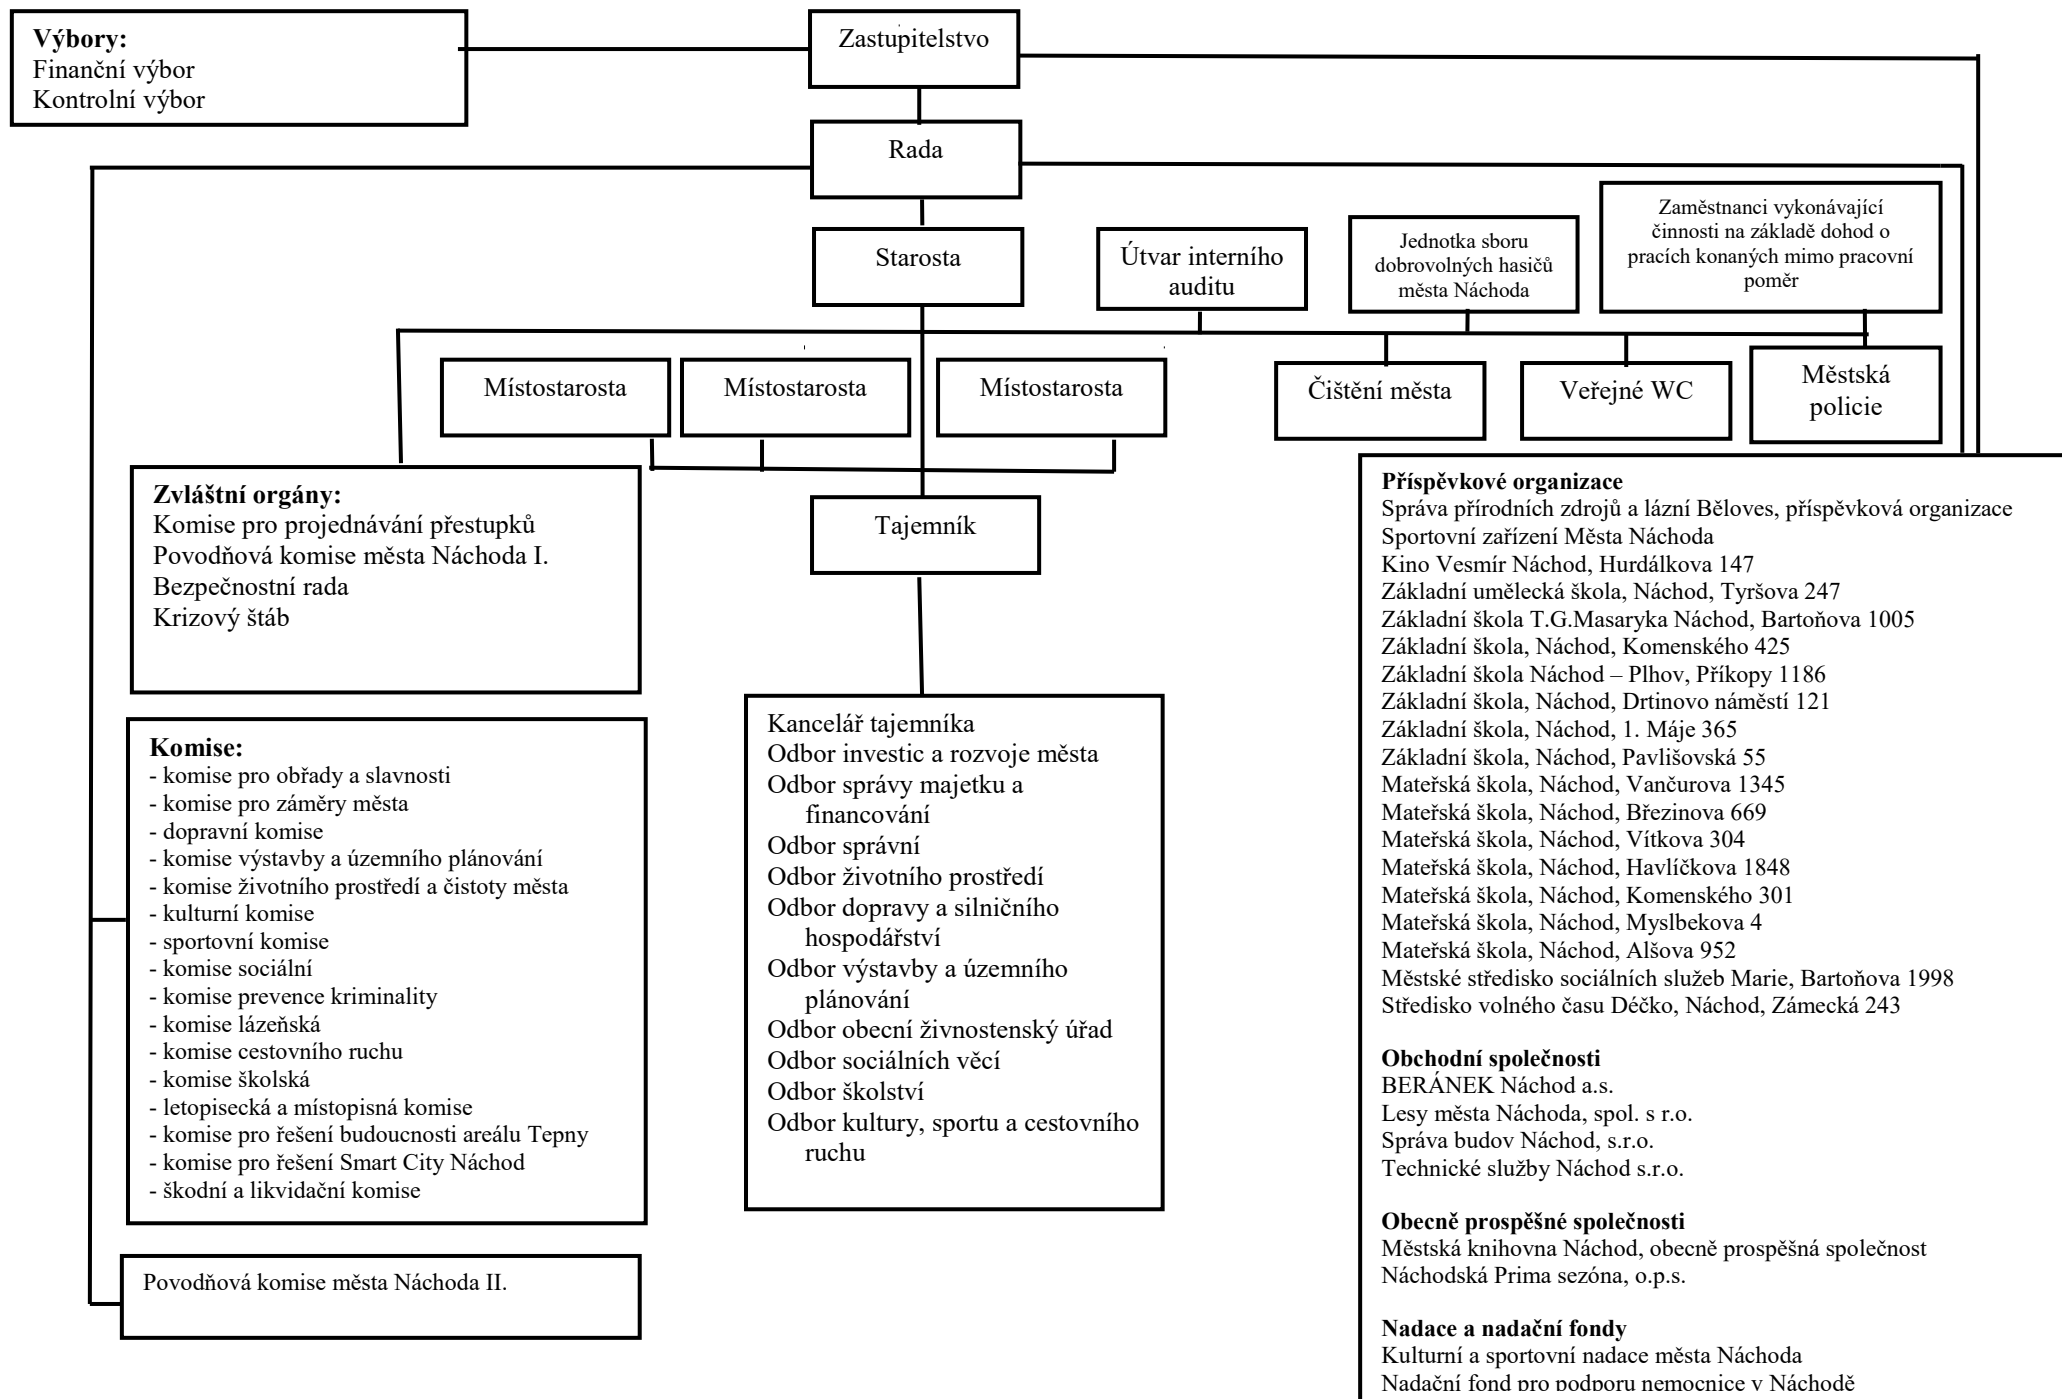 Výbory:
Finanční výbor
Kontrolní výbor
Zastupitelstvo
Rada
Starosta
Útvar interního
auditu
Jednotka sboru
dobrovolných hasičů
města Náchoda
Zaměstnanci vykonávající
činnosti na základě dohod o
pracích konaných mimo pracovní
poměr
Místostarosta
Místostarosta
Místostarosta
Čištění města
Veřejné WC
Městská
policie
Zvláštní orgány:
Komise pro projednávání přestupků
Povodňová komise města Náchoda I.
Bezpečnostní rada
Krizový štáb
Tajemník
Komise:
- komise pro obřady a slavnosti
- komise pro záměry města
- dopravní komise
- komise výstavby a územního plánování
- komise životního prostředí a čistoty města
- kulturní komise
- sportovní komise
- komise sociální
- komise prevence kriminality
- komise lázeňská
- komise cestovního ruchu
- komise školská
- letopisecká a místopisná komise
- komise pro řešení budoucnosti areálu Tepny
- komise pro řešení Smart City Náchod
- škodní a likvidační komise
Povodňová komise města Náchoda II.
Kancelář tajemníka
Odbor investic a rozvoje města
Odbor správy majetku a
financování
Odbor správní
Odbor životního prostředí
Odbor dopravy a silničního
hospodářství
Odbor výstavby a územního
plánování
Odbor obecní živnostenský úřad
Odbor sociálních věcí
Odbor školství
Odbor kultury, sportu a cestovního
ruchu
Příspěvkové organizace
Správa přírodních zdrojů a lázní Běloves, příspěvková organizace
Sportovní zařízení Města Náchoda
Kino Vesmír Náchod, Hurdálkova 147
Základní umělecká škola, Náchod, Tyršova 247
Základní škola T.G.Masaryka Náchod, Bartoňova 1005
Základní škola, Náchod, Komenského 425
Základní škola Náchod – Plhov, Příkopy 1186
Základní škola, Náchod, Drtinovo náměstí 121
Základní škola, Náchod, 1. Máje 365
Základní škola, Náchod, Pavlišovská 55
Mateřská škola, Náchod, Vančurova 1345
Mateřská škola, Náchod, Březinova 669
Mateřská škola, Náchod, Vítkova 304
Mateřská škola, Náchod, Havlíčkova 1848
Mateřská škola, Náchod, Komenského 301
Mateřská škola, Náchod, Myslbekova 4
Mateřská škola, Náchod, Alšova 952
Městské středisko sociálních služeb Marie, Bartoňova 1998
Středisko volného času Déčko, Náchod, Zámecká 243
Obchodní společnosti
BERÁNEK Náchod a.s.
Lesy města Náchoda, spol. s r.o.
Správa budov Náchod, s.r.o.
Technické služby Náchod s.r.o.
Obecně prospěšné společnosti
Městská knihovna Náchod, obecně prospěšná společnost
Náchodská Prima sezóna, o.p.s.
Nadace a nadační fondy
Kulturní a sportovní nadace města Náchoda
Nadační fond pro podporu nemocnice v Náchodě